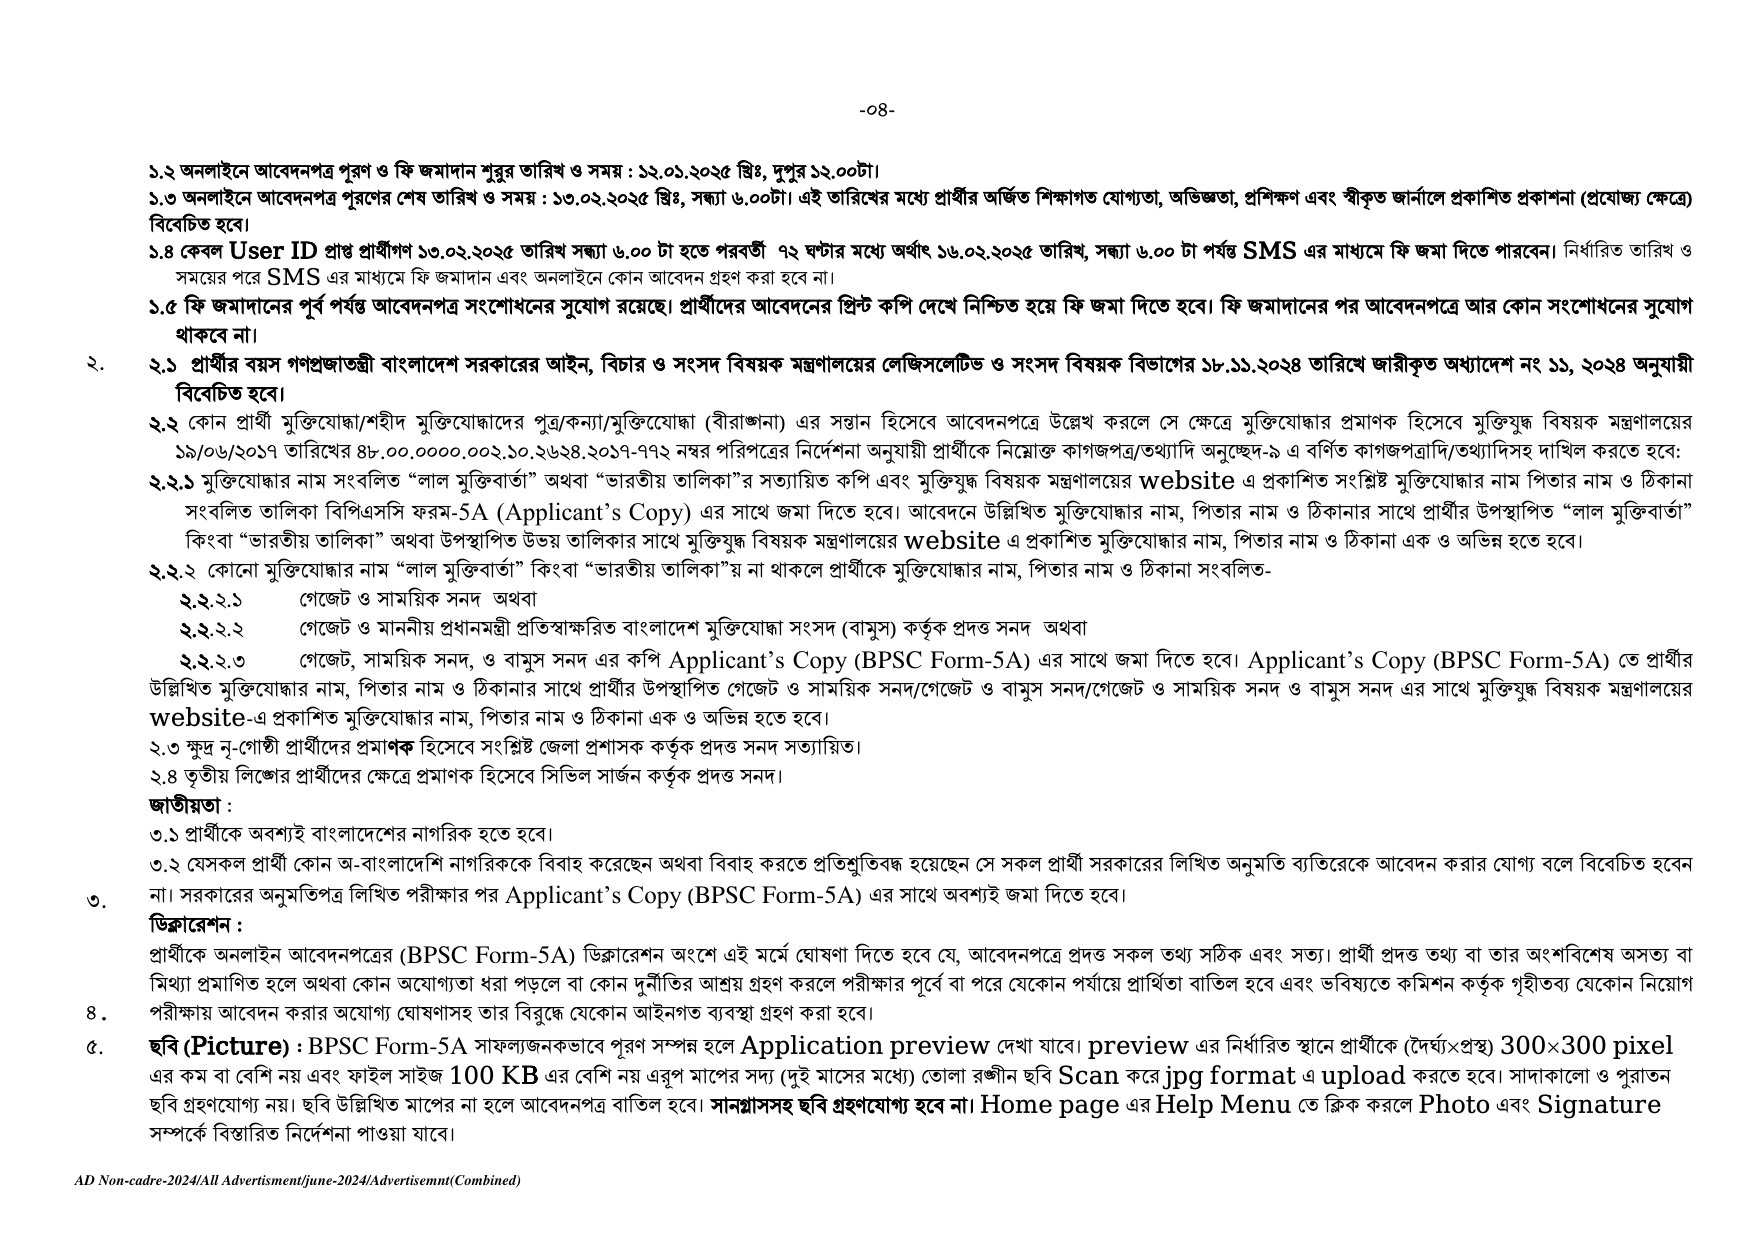 -০৪-
১.২ অনলাইনে আবেদনপত্র পূরণ ও ফি জমাদান শুরুর তারিখ ও সময় : ১২.০১.২০২৫ খ্রিঃ, দুপুর ১২.০০টা।
১.৩ অনলাইনে আবেদনপত্র পূরণের শেষ তারিখ ও সময় : ১৩.০২.২০২৫ খ্রিঃ, সন্ধ্যা ৬.০০টা। এই তারিখের মধ্যে প্রার্থীর অর্জিত শিক্ষাগত যোগ্যতা, অভিজ্ঞতা, প্রশিক্ষণ এবং স্বীকৃত জার্নালে প্রকাশিত প্রকাশনা (প্রযোজ্য ক্ষেত্রে)
বিবেচিত হবে।
১.৪ কেবল User ID প্রাপ্ত প্রার্থীগণ ১৩.০২.২০২৫ তারিখ সন্ধ্যা ৬.০০ টা হতে পরবর্তী ৭২ ঘণ্টার মধ্যে অর্থাৎ ১৬.০২.২০২৫ তারিখ, সন্ধ্যা ৬.০০ টা পর্যন্ত SMS এর মাধ্যমে ফি জমা দিতে পারবেন। নির্ধারিত তারিখ ও
সময়ের পরে SMS এর মাধ্যমে ফি জমাদান এবং অনলাইনে কোন আবেদন গ্রহণ করা হবে না।
১.৫ ফি জমাদানের পূর্ব পর্যন্ত আবেদনপত্র সংশোধনের সুযোগ রয়েছে। প্রার্থীদের আবেদনের প্রিন্ট কপি দেখে নিশ্চিত হয়ে ফি জমা দিতে হবে। ফি জমাদানের পর আবেদনপত্রে আর কোন সংশোধনের সুযোগ
থাকবে না।
২. ২.১ প্রার্থীর বয়স গণপ্রজাতন্ত্রী বাংলাদেশ সরকারের আইন, বিচার ও সংসদ বিষয়ক মন্ত্রণালয়ের লেজিসলেটিভ ও সংসদ বিষয়ক বিভাগের ১৮.১১.২০২৪ তারিখে জারীকৃত অধ্যাদেশ নং ১১, ২০২৪ অনুযায়ী
বিবেচিত হবে।
২.২ কোন প্রার্থী মুক্তিযোদ্ধা/শহীদ মুক্তিযোদ্ধাদের পুত্র/কন্যা/মুক্তিযোদ্ধা (বীরাঙ্গনা) এর সন্তান হিসেবে আবেদনপত্রে উল্লেখ করলে সে ক্ষেত্রে মুক্তিযোদ্ধার প্রমাণক হিসেবে মুক্তিযুদ্ধ বিষয়ক মন্ত্রণালয়ের
১৯/০৬/২০১৭ তারিখের ৪৮.০০.০০০০.০০২.১০.২৬২৪.২০১৭-৭৭২ নম্বর পরিপত্রের নির্দেশনা অনুযায়ী প্রার্থীকে নিম্নোক্ত কাগজপত্র/তথ্যাদি অনুচ্ছেদ-৯ এ বর্ণিত কাগজপত্রাদি/তথ্যাদিসহ দাখিল করতে হবে:
২.২.১ মুক্তিযোদ্ধার নাম সংবলিত “লাল মুক্তিবার্তা” অথবা “ভারতীয় তালিকা”র সত্যায়িত কপি এবং মুক্তিযুদ্ধ বিষয়ক মন্ত্রণালয়ের website এ প্রকাশিত সংশ্লিষ্ট মুক্তিযোদ্ধার নাম পিতার নাম ও ঠিকানা
সংবলিত তালিকা বিপিএসসি ফরম-5A (Applicant’s Copy) এর সাথে জমা দিতে হবে। আবেদনে উল্লিখিত মুক্তিযোদ্ধার নাম, পিতার নাম ও ঠিকানার সাথে প্রার্থীর উপস্থাপিত “লাল মুক্তিবার্তা”
কিংবা “ভারতীয় তালিকা” অথবা উপস্থাপিত উভয় তালিকার সাথে মুক্তিযুদ্ধ বিষয়ক মন্ত্রণালয়ের website এ প্রকাশিত মুক্তিযোদ্ধার নাম, পিতার নাম ও ঠিকানা এক ও অভিন্ন হতে হবে।
২.২.২ কোনো মুক্তিযোদ্ধার নাম “লাল মুক্তিবার্তা” কিংবা “ভারতীয় তালিকা”য় না থাকলে প্রার্থীকে মুক্তিযোদ্ধার নাম, পিতার নাম ও ঠিকানা সংবলিত-
২.২.২.১ গেজেট ও সাময়িক সনদ অথবা
২.২.২.২ গেজেট ও মাননীয় প্রধানমন্ত্রী প্রতিস্বাক্ষরিত বাংলাদেশ মুক্তিযোদ্ধা সংসদ (বামুস) কর্তৃক প্রদত্ত সনদ অথবা
২.২.২.৩ গেজেট, সাময়িক সনদ, ও বামুস সনদ এর কপি Applicant’s Copy (BPSC Form-5A) এর সাথে জমা দিতে হবে। Applicant’s Copy (BPSC Form-5A) তে প্রার্থীর
উল্লিখিত মুক্তিযোদ্ধার নাম, পিতার নাম ও ঠিকানার সাথে প্রার্থীর উপস্থাপিত গেজেট ও সাময়িক সনদ/গেজেট ও বামুস সনদ/গেজেট ও সাময়িক সনদ ও বামুস সনদ এর সাথে মুক্তিযুদ্ধ বিষয়ক মন্ত্রণালয়ের
website-এ প্রকাশিত মুক্তিযোদ্ধার নাম, পিতার নাম ও ঠিকানা এক ও অভিন্ন হতে হবে।
২.৩ ক্ষুদ্র নৃ-গোষ্ঠী প্রার্থীদের প্রমাণক হিসেবে সংশ্লিষ্ট জেলা প্রশাসক কর্তৃক প্রদত্ত সনদ সত্যায়িত।
২.৪ তৃতীয় লিঙ্গের প্রার্থীদের ক্ষেত্রে প্রমাণক হিসেবে সিভিল সার্জন কর্তৃক প্রদত্ত সনদ।
জাতীয়তা :
৩.১ প্রার্থীকে অবশ্যই বাংলাদেশের নাগরিক হতে হবে।
৩.২ যেসকল প্রার্থী কোন অ-বাংলাদেশি নাগরিককে বিবাহ করেছেন অথবা বিবাহ করতে প্রতিশ্রুতিবদ্ধ হয়েছেন সে সকল প্রার্থী সরকারের লিখিত অনুমতি ব্যতিরেকে আবেদন করার যোগ্য বলে বিবেচিত হবেন
৩. না। সরকারের অনুমতিপত্র লিখিত পরীক্ষার পর Applicant’s Copy (BPSC Form-5A) এর সাথে অবশ্যই জমা দিতে হবে।
ডিক্লারেশন :
প্রার্থীকে অনলাইন আবেদনপত্রের (BPSC Form-5A) ডিক্লারেশন অংশে এই মর্মে ঘোষণা দিতে হবে যে, আবেদনপত্রে প্রদত্ত সকল তথ্য সঠিক এবং সত্য। প্রার্থী প্রদত্ত তথ্য বা তার অংশবিশেষ অসত্য বা
মিথ্যা প্রমাণিত হলে অথবা কোন অযোগ্যতা ধরা পড়লে বা কোন দুর্নীতির আশ্রয় গ্রহণ করলে পরীক্ষার পূর্বে বা পরে যেকোন পর্যায়ে প্রার্থিতা বাতিল হবে এবং ভবিষ্যতে কমিশন কর্তৃক গৃহীতব্য যেকোন নিয়োগ
৪. পরীক্ষায় আবেদন করার অযোগ্য ঘোষণাসহ তার বিরুদ্ধে যেকোন আইনগত ব্যবস্থা গ্রহণ করা হবে।
৫. ছবি (Picture) : BPSC Form-5A সাফল্যজনকভাবে পূরণ সম্পন্ন হলে Application preview দেখা যাবে। preview এর নির্ধারিত স্থানে প্রার্থীকে (দৈর্ঘ্য×প্রস্থ) 300×300 pixel
এর কম বা বেশি নয় এবং ফাইল সাইজ 100 KB এর বেশি নয় এরূপ মাপের সদ্য (দুই মাসের মধ্যে) তোলা রঙ্গীন ছবি Scan করে jpg format এ upload করতে হবে। সাদাকালো ও পুরাতন
ছবি গ্রহণযোগ্য নয়। ছবি উল্লিখিত মাপের না হলে আবেদনপত্র বাতিল হবে। সানগ্লাসসহ ছবি গ্রহণযোগ্য হবে না। Home page এর Help Menu তে ক্লিক করলে Photo এবং Signature
সম্পর্কে বিস্তারিত নির্দেশনা পাওয়া যাবে।
AD Non-cadre-2024/All Advertisment/june-2024/Advertisemnt(Combined)